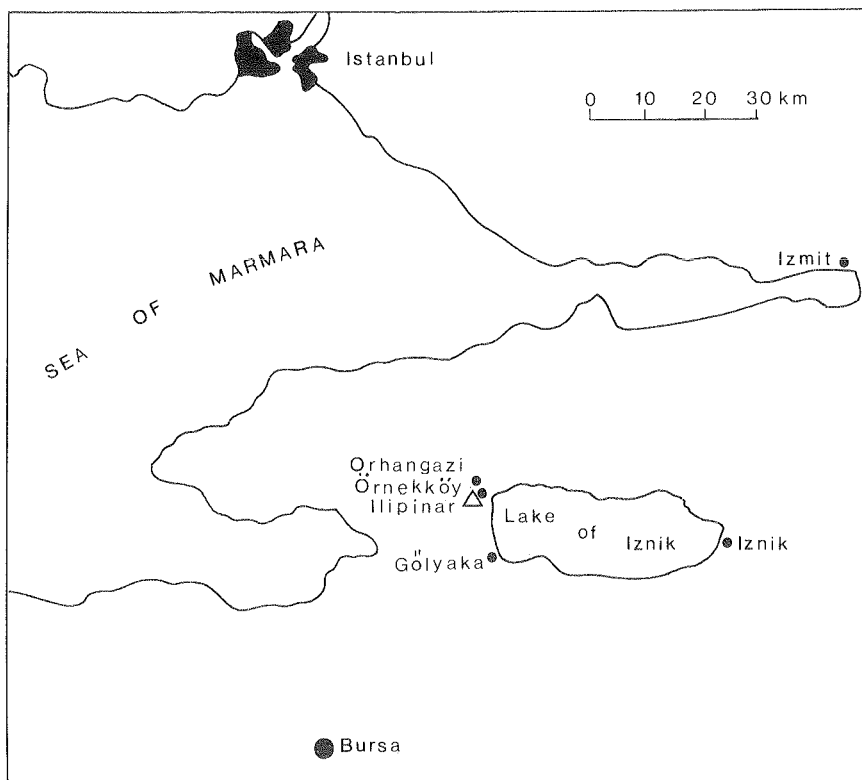 Istanbul
0 10 20 30 km
Izmit
SEA OF MARMARA
Orhangazi
Örnekköy
Ilipinar
Lake of Iznik
Iznik
Gölyaka
Bursa